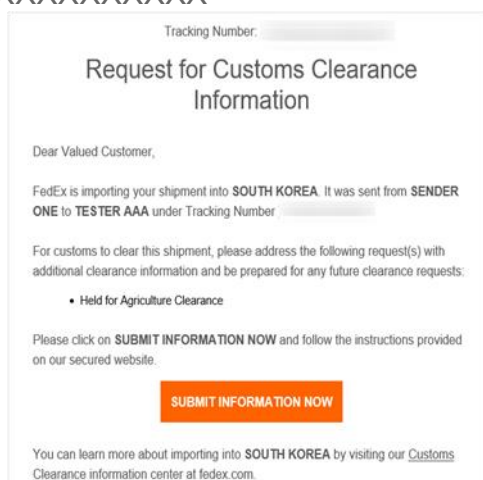 Tracking Number:
Request for Customs Clearance
Information
Dear Valued Customer,
FedEx is importing your shipment into SOUTH KOREA. It was sent from SENDER
ONE to TESTER AAA under Tracking Number
For customs to clear this shipment, please address the following request(s) with
additional clearance information and be prepared for any future clearance requests:
• Held for Agriculture Clearance
Please click on SUBMIT INFORMATION NOW and follow the instructions provided
on our secured website.
SUBMIT INFORMATION NOW
You can learn more about importing into SOUTH KOREA by visiting our Customs
Clearance information center at fedex.com.